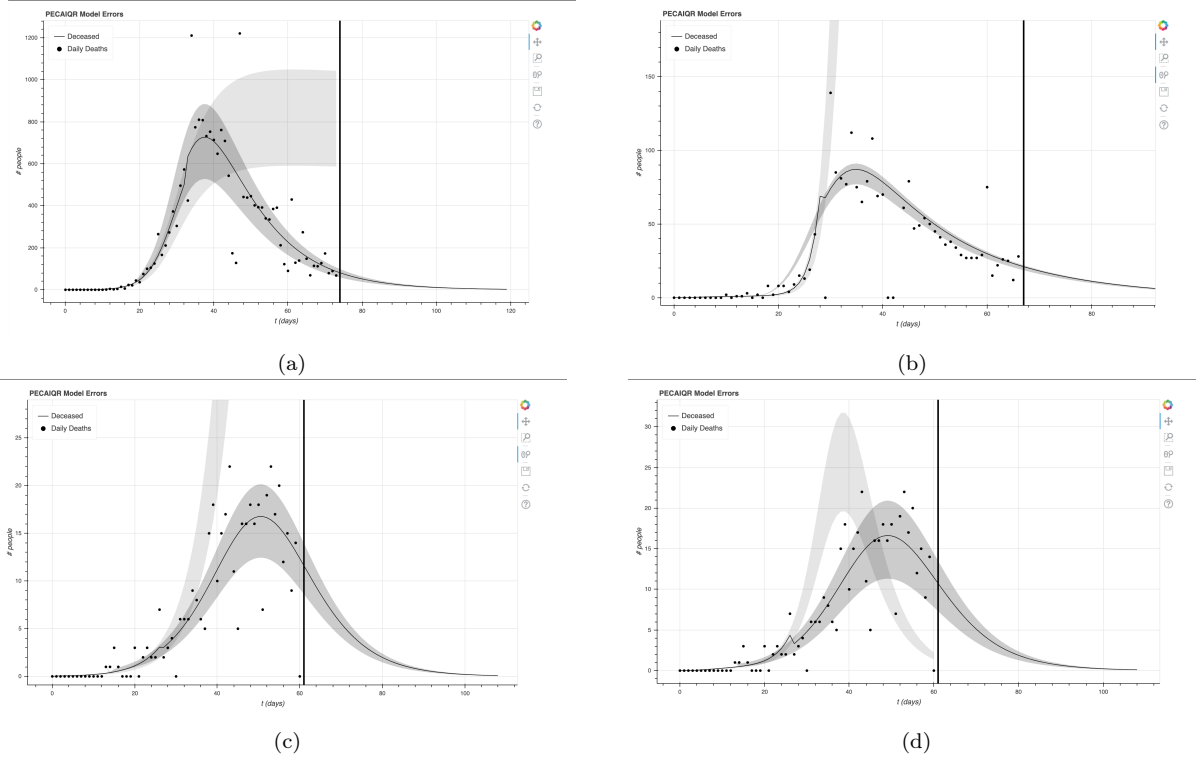 PECAIQR Model Errors
Deceased
Daily Deaths
# people
1200
1000
800
600
400
200
0
0 20 40 60 80 100 120
t (days)
(a)
PECAIQR Model Errors
Deceased
Daily Deaths
# people
150
100
50
0
0 20 40 60 80
t (days)
(b)
PECAIQR Model Errors
Deceased
Daily Deaths
# people
25
20
15
10
5
0
0 20 40 60 80 100
t (days)
(c)
PECAIQR Model Errors
Deceased
Daily Deaths
# people
30
25
20
15
10
5
0
0 20 40 60 80 100
t (days)
(d)